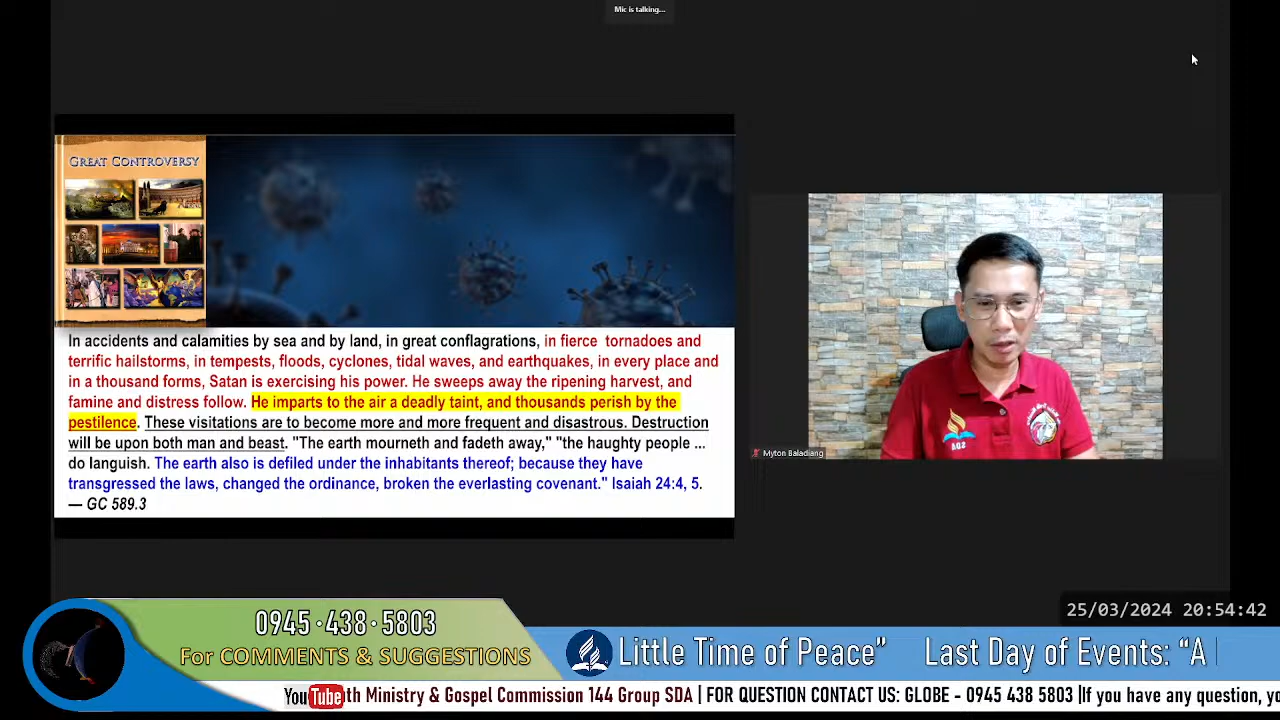 Mic is talking...
GREAT CONTROVERSY
In accidents and calamities by sea and by land, in great conflagrations, in fierce tornadoes and
terrific hailstorms, in tempests, floods, cyclones, tidal waves, and earthquakes, in every place and
in a thousand forms, Satan is exercising his power. He sweeps away the ripening harvest, and
famine and distress follow. He imparts to the air a deadly taint, and thousands perish by the
pestilence. These visitations are to become more and more frequent and disastrous. Destruction
will be upon both man and beast. "The earth mourneth and fadeth away," "the haughty people ...
do languish. The earth also is defiled under the inhabitants thereof; because they have
transgressed the laws, changed the ordinance, broken the everlasting covenant." Isaiah 24:4, 5.
— GC 589.3
Myton Baladiang
25/03/2024 20:54:42
0945·438·5803
For COMMENTS & SUGGESTIONS
Little Time of Peace” Last Day of Events: “A
YouTube th Ministry & Gospel Commission 144 Group SDA | FOR QUESTION CONTACT US: GLOBE - 0945 438 5803 |If you have any question, yo